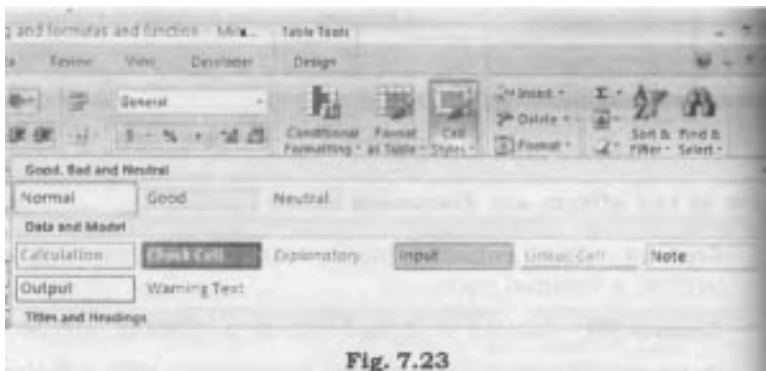 g and formulas and function - Mic... Table Tools
Review View Developer Design
General Insert Σ
$ % Conditional Format Cell Delete Sort & Find &
Formatting as Table Styles Format Filter Select
Good, Bad and Neutral
Normal Good Neutral
Data and Model
Calculation Check Cell Explanatory Input Linked Cell Note
Output Warning Text
Titles and Headings
Fig. 7.23